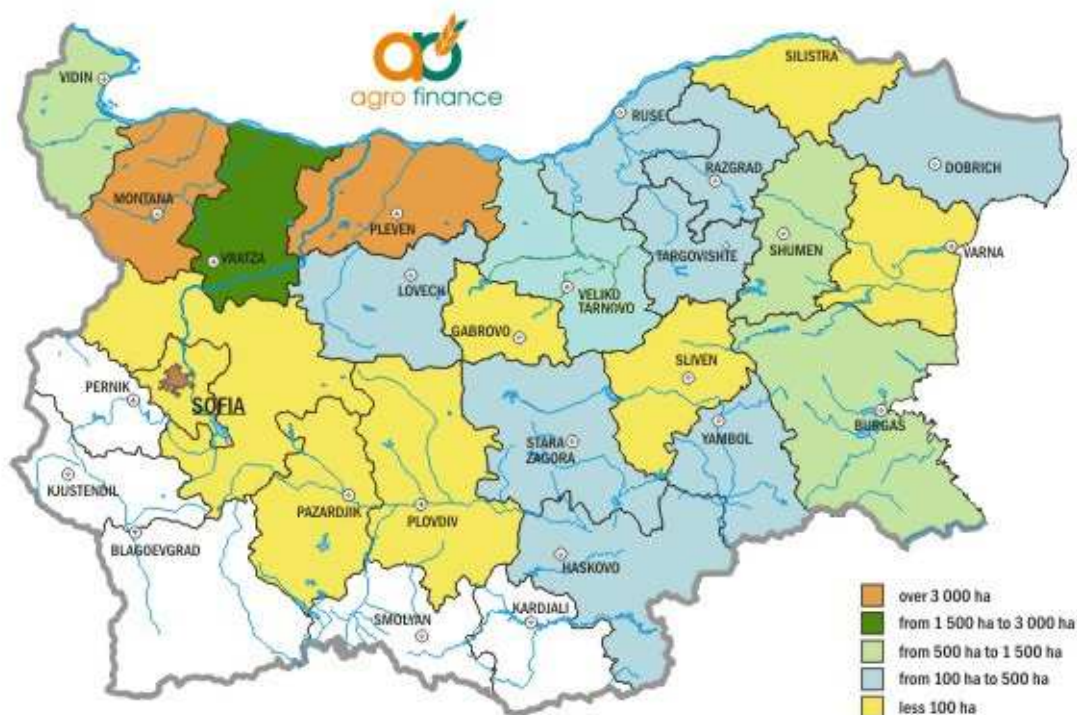 ao
agro finance
SILISTRA
VIDIN
RUSE
DOBRICH
RAZGRAD
MONTANA
PLEVEN
VRATZA
TARGOVISHTE
SHUMEN
VARNA
LOVECH
VELIKO
TARNOVO
GABROVO
SLIVEN
PERNIK
SOFIA
STARA
ZAGORA
YAMBOL
BURGAS
KJUSTENDIL
PAZARDJIK
PLOVDIV
BLAGOEVGRAD
HASKOVO
SMOLYAN
KARDJALI
over 3 000 ha
from 1 500 ha to 3 000 ha
from 500 ha to 1 500 ha
from 100 ha to 500 ha
less 100 ha